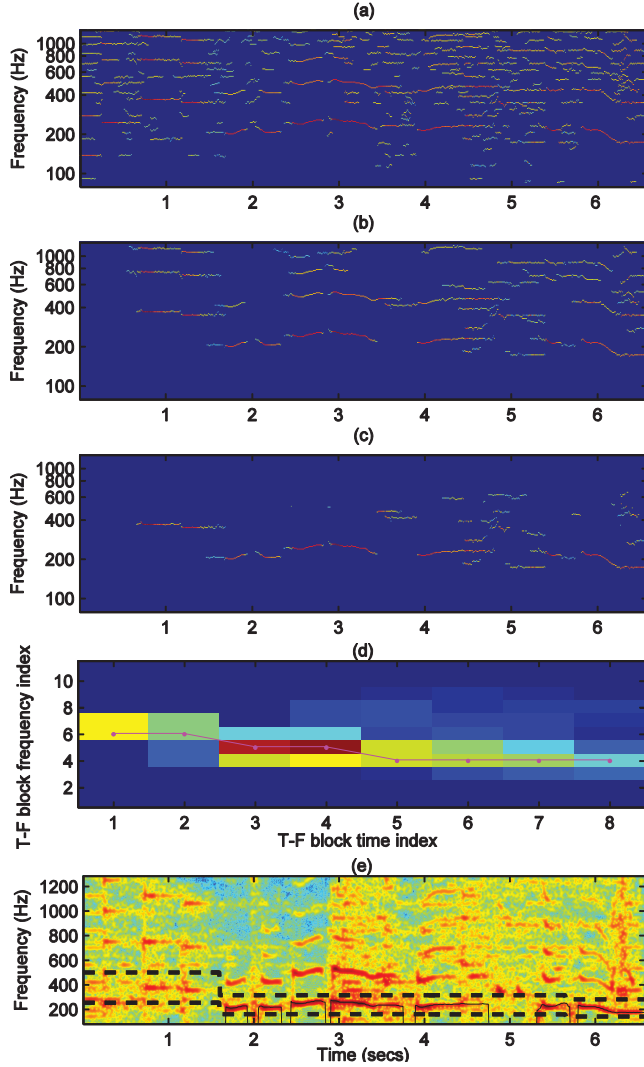 (a)
Frequency (Hz)
1000
800
600
400
200
100
1 2 3 4 5 6
(b)
Frequency (Hz)
1000
800
600
400
200
100
1 2 3 4 5 6
(c)
Frequency (Hz)
1000
600
400
200
100
1 2 3 4 5 6
(d)
T-F block frequency index
10
8
6
4
2
1 2 3 4 5 6 7 8
T-F block time index
(e)
Frequency (Hz)
1200
1000
800
600
400
200
1 2 3 4 5 6
Time (secs)